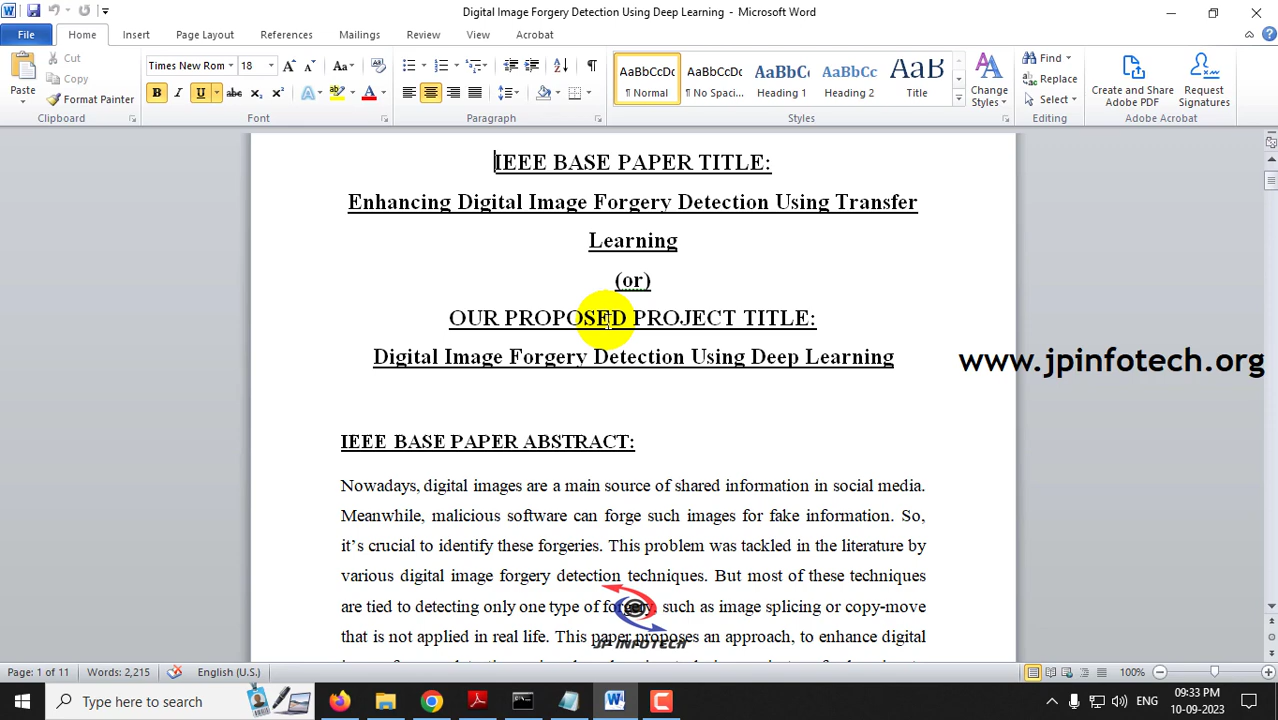 Digital Image Forgery Detection Using Deep Learning - Microsoft Word
File Home Insert Page Layout References Mailings Review View Acrobat
Paste
Cut
Copy
Format Painter
Clipboard
Times New Rom 18
Font
Paragraph
AaBbCcDc AaBbCcDc AaBbC AaBbCc AaB
¶ Normal ¶ No Spaci... Heading 1 Heading 2 Title
Change Styles
Styles
Find
Replace
Select
Editing
Create and Share Adobe PDF
Request Signatures
Adobe Acrobat
IEEE BASE PAPER TITLE:
Enhancing Digital Image Forgery Detection Using Transfer
Learning
(or)
OUR PROPOSED PROJECT TITLE:
Digital Image Forgery Detection Using Deep Learning
www.jpinfotech.org
IEEE BASE PAPER ABSTRACT:
Nowadays, digital images are a main source of shared information in social media.
Meanwhile, malicious software can forge such images for fake information. So,
it's crucial to identify these forgeries. This problem was tackled in the literature by
various digital image forgery detection techniques. But most of these techniques
are tied to detecting only one type of forgery, such as image splicing or copy-move
that is not applied in real life. This paper proposes an approach, to enhance digital
JP INFOTECH
Page: 1 of 11 Words: 2,215 English (U.S.) 100%
Type here to search
ENG
09:33 PM
10-09-2023